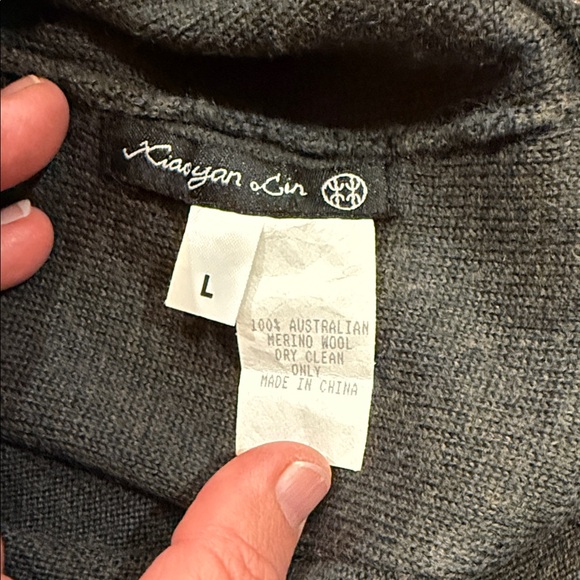 Xiaoyan Lin
L
100% AUSTRALIAN
MERINO WOOL
DRY CLEAN
ONLY
MADE IN CHINA